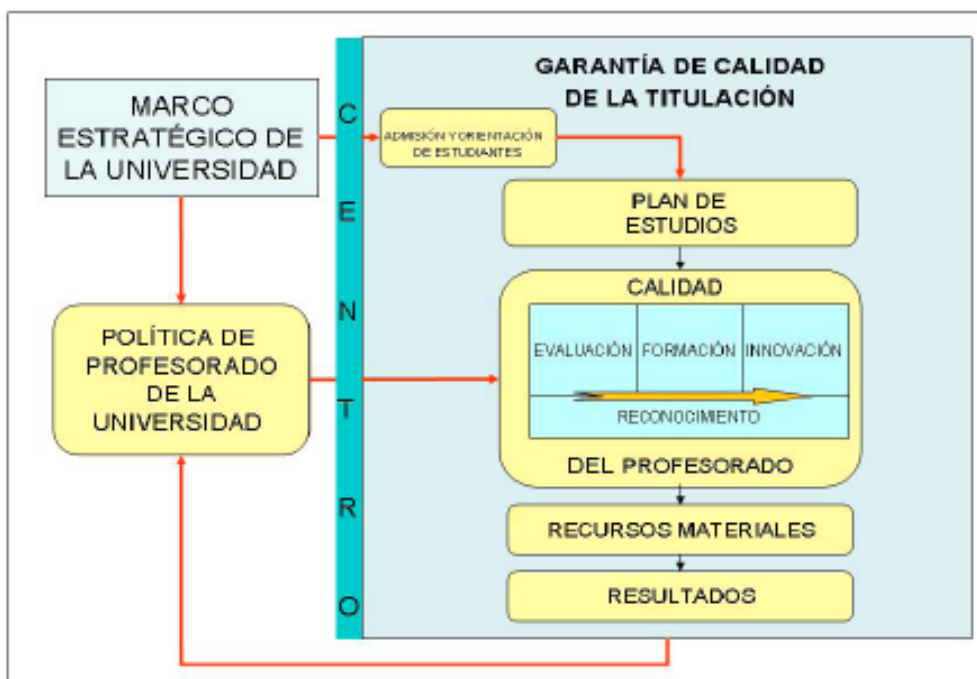 MARCO
ESTRATÉGICO DE
LA UNIVERSIDAD
POLÍTICA DE
PROFESORADO
DE LA
UNIVERSIDAD
C
E
N
T
R
O
GARANTÍA DE CALIDAD
DE LA TITULACIÓN
ADMISIÓN Y ORIENTACIÓN
DE ESTUDIANTES
PLAN DE
ESTUDIOS
CALIDAD
EVALUACIÓN FORMACIÓN INNOVACIÓN
RECONOCIMIENTO
DEL PROFESORADO
RECURSOS MATERIALES
RESULTADOS